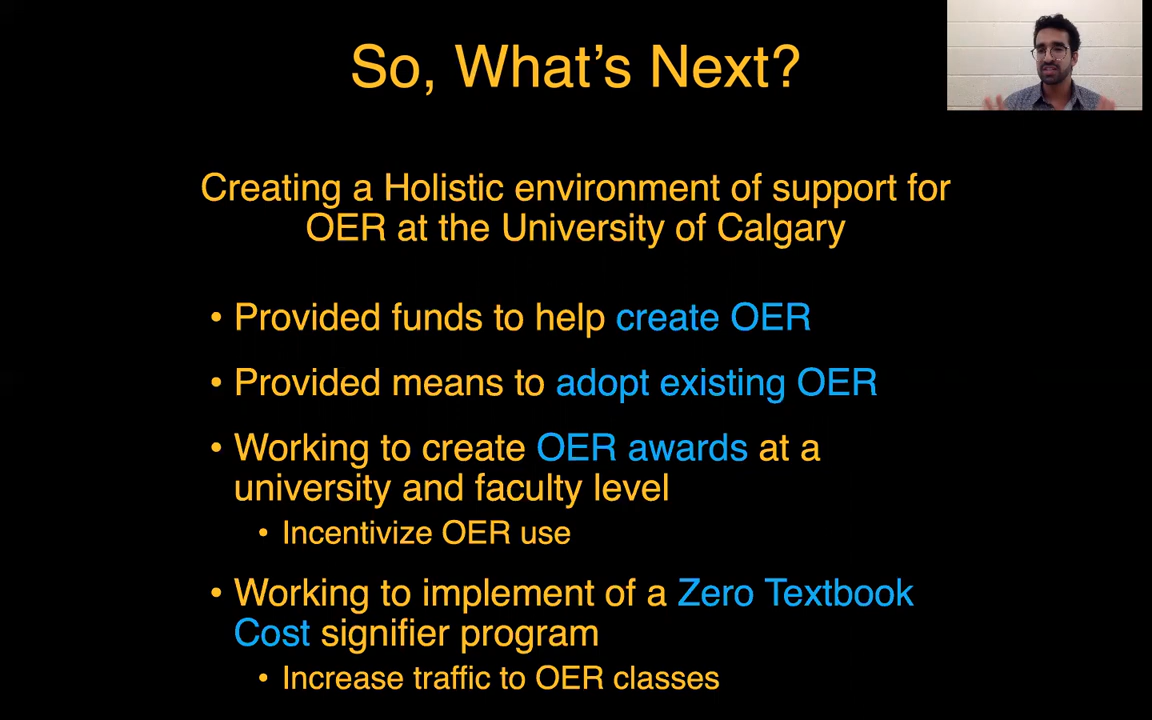 So, What's Next?
Creating a Holistic environment of support for
OER at the University of Calgary
• Provided funds to help create OER
• Provided means to adopt existing OER
• Working to create OER awards at a
university and faculty level
• Incentivize OER use
• Working to implement of a Zero Textbook
Cost signifier program
• Increase traffic to OER classes